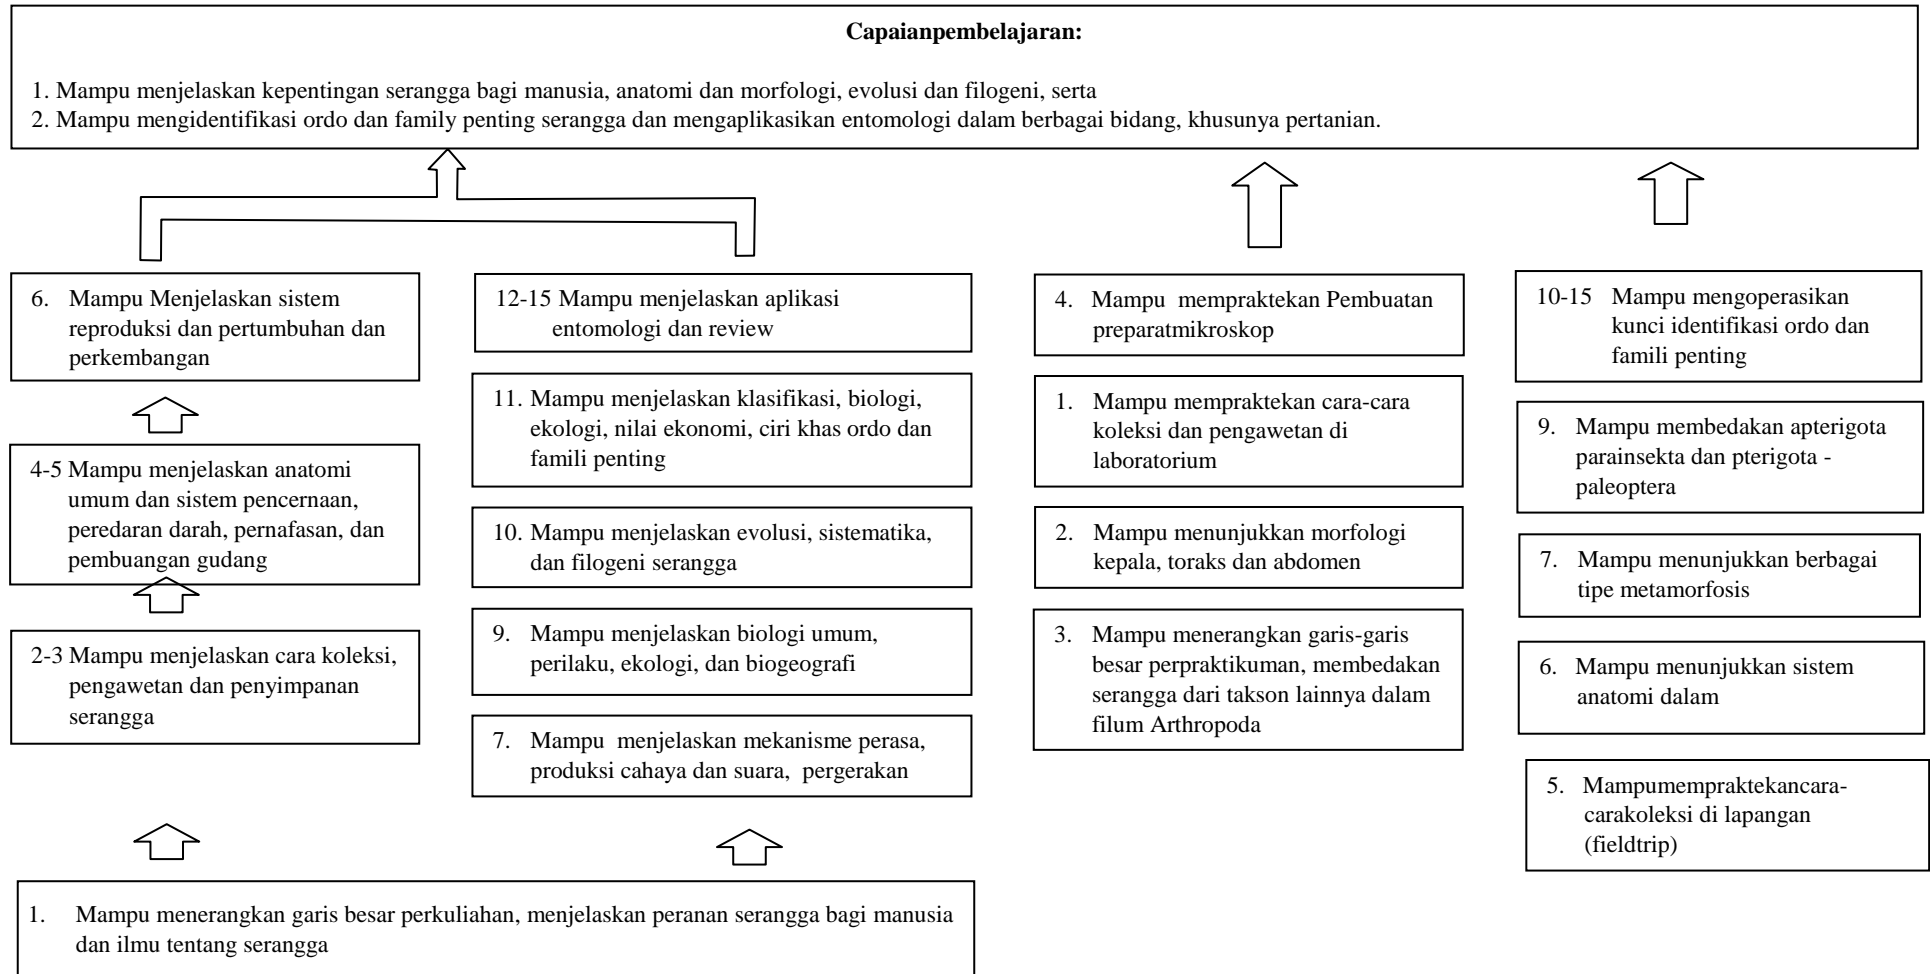 Capaianpembelajaran:
1. Mampu menjelaskan kepentingan serangga bagi manusia, anatomi dan morfologi, evolusi dan filogeni, serta
2. Mampu mengidentifikasi ordo dan family penting serangga dan mengaplikasikan entomologi dalam berbagai bidang, khusunya pertanian.
6. Mampu Menjelaskan sistem
reproduksi dan pertumbuhan dan
perkembangan
4-5 Mampu menjelaskan anatomi
umum dan sistem pencernaan,
peredaran darah, pernafasan, dan
pembuangan gudang
2-3 Mampu menjelaskan cara koleksi,
pengawetan dan penyimpanan
serangga
12-15 Mampu menjelaskan aplikasi
entomologi dan review
11. Mampu menjelaskan klasifikasi, biologi,
ekologi, nilai ekonomi, ciri khas ordo dan
famili penting
10. Mampu menjelaskan evolusi, sistematika,
dan filogeni serangga
9. Mampu menjelaskan biologi umum,
perilaku, ekologi, dan biogeografi
7. Mampu menjelaskan mekanisme perasa,
produksi cahaya dan suara, pergerakan
1. Mampu menerangkan garis besar perkuliahan, menjelaskan peranan serangga bagi manusia
dan ilmu tentang serangga
4. Mampu mempraktekan Pembuatan
preparatmikroskop
1. Mampu mempraktekan cara-cara
koleksi dan pengawetan di
laboratorium
2. Mampu menunjukkan morfologi
kepala, toraks dan abdomen
3. Mampu menerangkan garis-garis
besar perpraktikuman, membedakan
serangga dari takson lainnya dalam
filum Arthropoda
10-15 Mampu mengoperasikan
kunci identifikasi ordo dan
famili penting
9. Mampu membedakan apterigota
parainsekta dan pterigota -
paleoptera
7. Mampu menunjukkan berbagai
tipe metamorfosis
6. Mampu menunjukkan sistem
anatomi dalam
5. Mampumempraktekancara-
carakoleksi di lapangan
(fieldtrip)